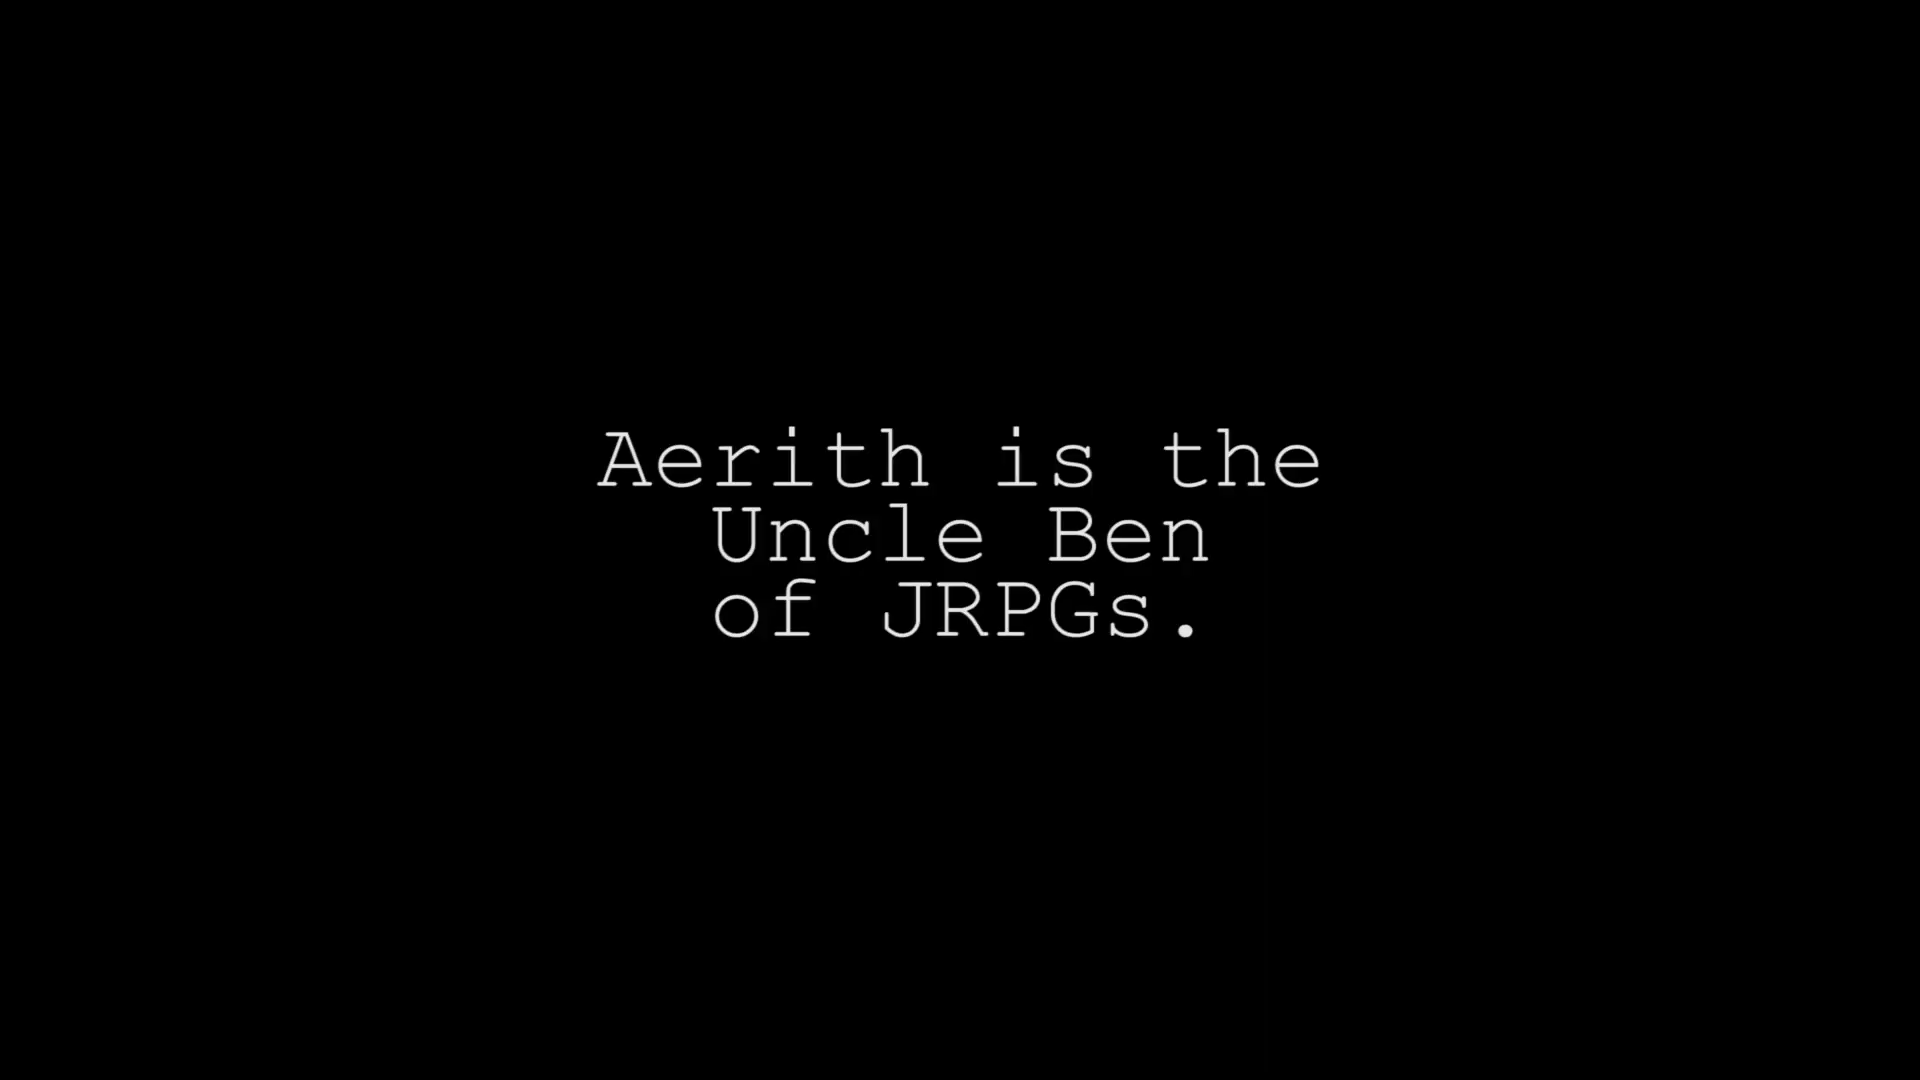 Aerith is the
Uncle Ben
of JRPGs.